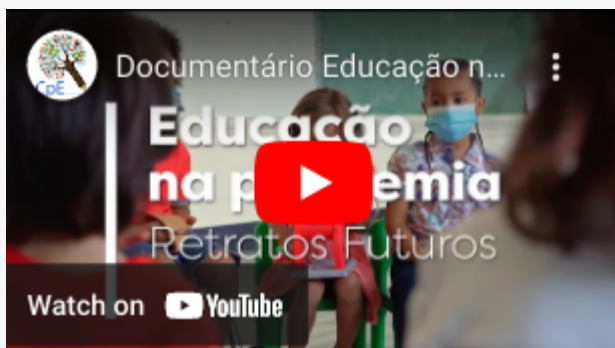 CpE
Documentário Educação n...
Educação
na p emia
Retratos Futuros
Watch on YouTube